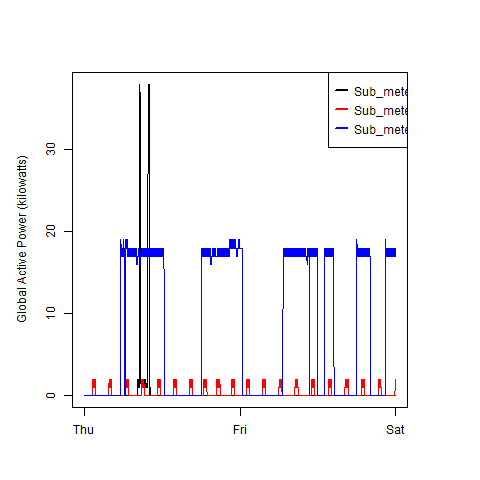 Sub_mete
Sub_mete
Sub_mete
Global Active Power (kilowatts)
30
20
10
0
Thu Fri Sat